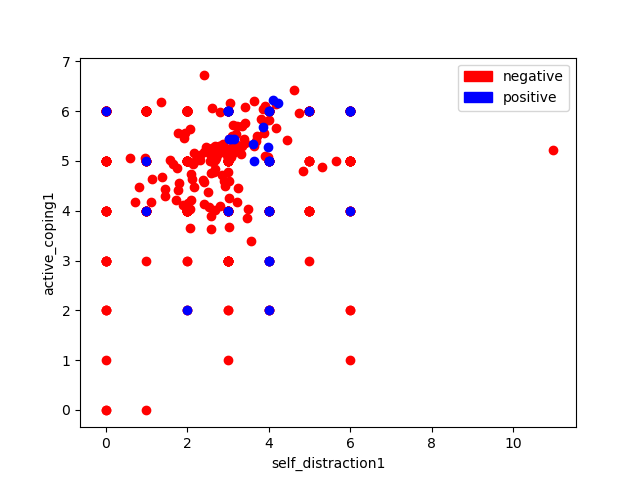 negative
positive
7
6
5
4
3
2
1
0
active_coping1
0 2 4 6 8 10
self_distraction1